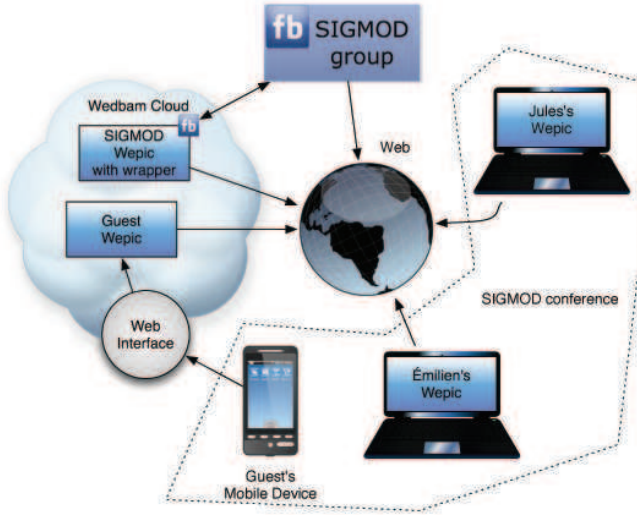 fb SIGMOD
group
Wedbam Cloud
fb
SIGMOD
Wepic
with wrapper
Web
Jules's
Wepic
Guest
Wepic
SIGMOD conference
Web
Interface
Émilien's
Wepic
Guest's
Mobile Device